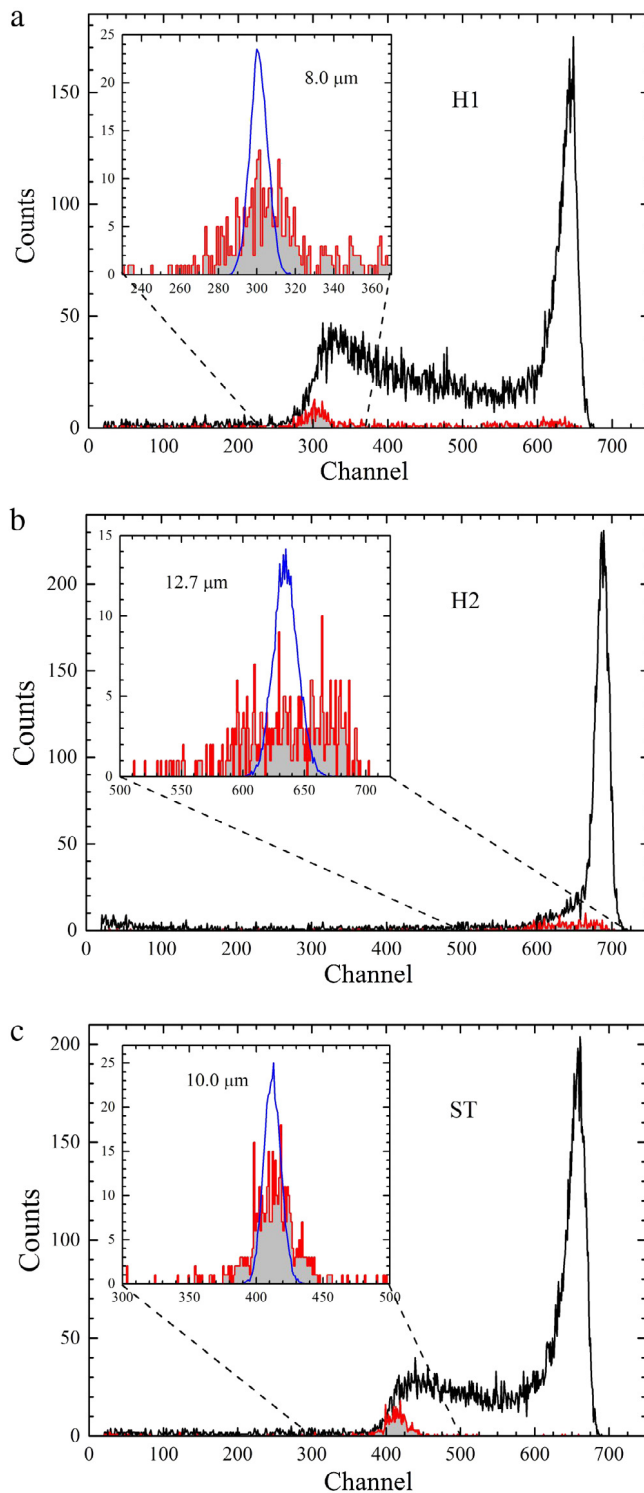 a
25
20
15
10
5
0
8.0 μm
240 260 280 300 320 340 360
H1
150
100
50
0
Counts
0 100 200 300 400 500 600 700
Channel
b
15
10
5
0
12.7 μm
500 550 600 650 700
H2
200
150
100
50
0
Counts
0 100 200 300 400 500 600 700
Channel
c
25
20
15
10
5
0
10.0 μm
300 350 400 450 500
ST
200
150
100
50
0
Counts
0 100 200 300 400 500 600 700
Channel